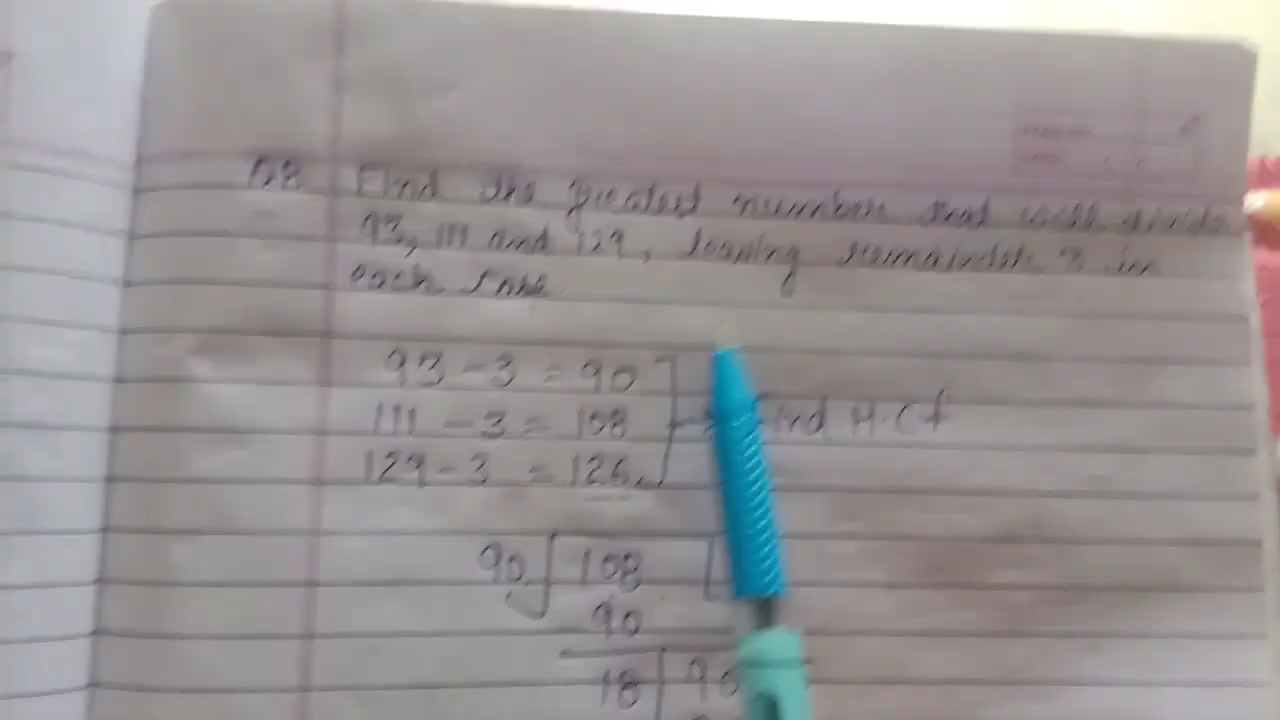 Q8 Find the greatest number that will divide
93, 111 and 129, leaving remainder 3 in
each case
93 - 3 = 90
111 - 3 = 108 → Find H.C.f
129 - 3 = 126
90 108
90
18 90